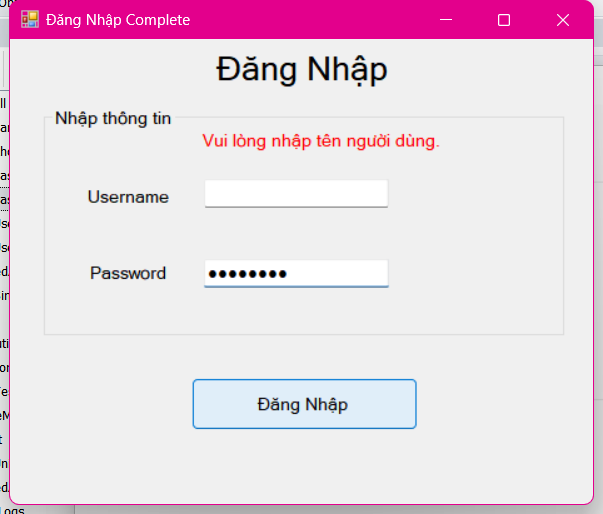 Đăng Nhập Complete
Đăng Nhập
Nhập thông tin
Vui lòng nhập tên người dùng.
Username
Password
Đăng Nhập